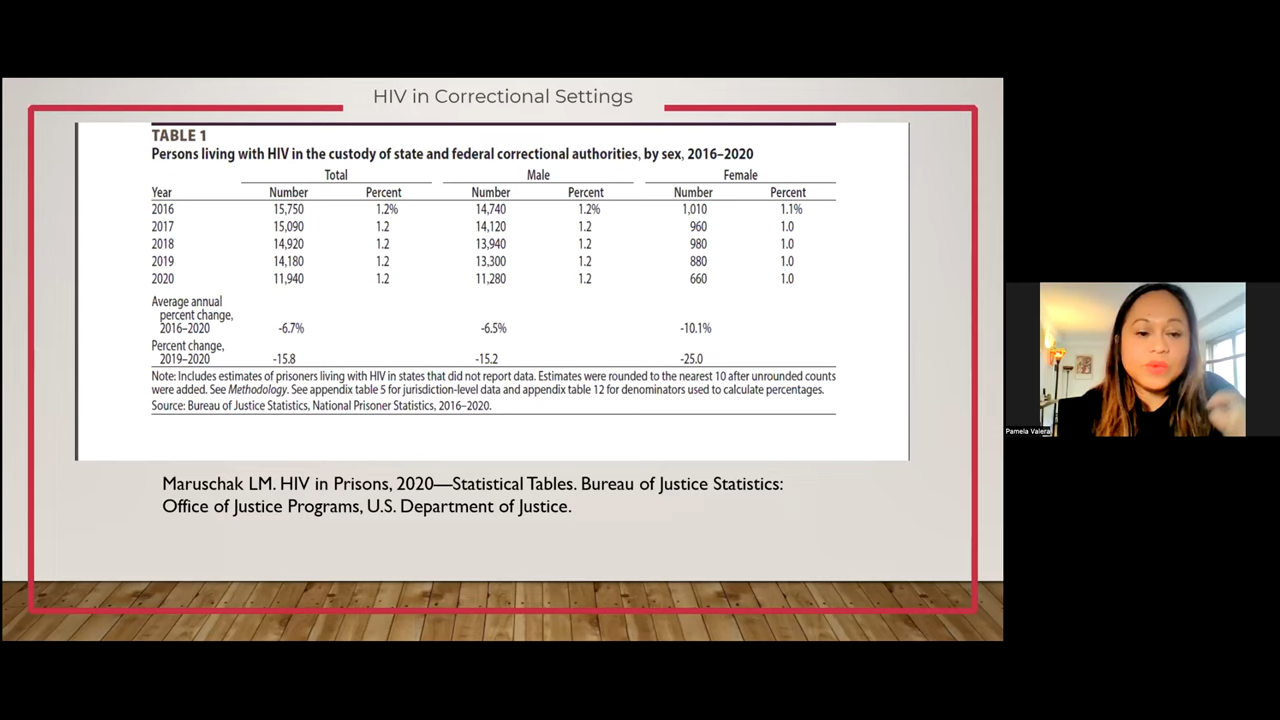 HIV in Correctional Settings
TABLE 1
Persons living with HIV in the custody of state and federal correctional authorities, by sex, 2016–2020
Total Male Female
Year Number Percent Number Percent Number Percent
2016 15,750 1.2% 14,740 1.2% 1,010 1.1%
2017 15,090 1.2 14,120 1.2 960 1.0
2018 14,920 1.2 13,940 1.2 980 1.0
2019 14,180 1.2 13,300 1.2 880 1.0
2020 11,940 1.2 11,280 1.2 660 1.0
Average annual
percent change,
2016–2020 -6.7% -6.5% -10.1%
Percent change,
2019–2020 -15.8 -15.2 -25.0
Note: Includes estimates of prisoners living with HIV in states that did not report data. Estimates were rounded to the nearest 10 after unrounded counts
were added. See Methodology. See appendix table 5 for jurisdiction-level data and appendix table 12 for denominators used to calculate percentages.
Source: Bureau of Justice Statistics, National Prisoner Statistics, 2016–2020.
Maruschak LM. HIV in Prisons, 2020—Statistical Tables. Bureau of Justice Statistics:
Office of Justice Programs, U.S. Department of Justice.
Pamela Valera